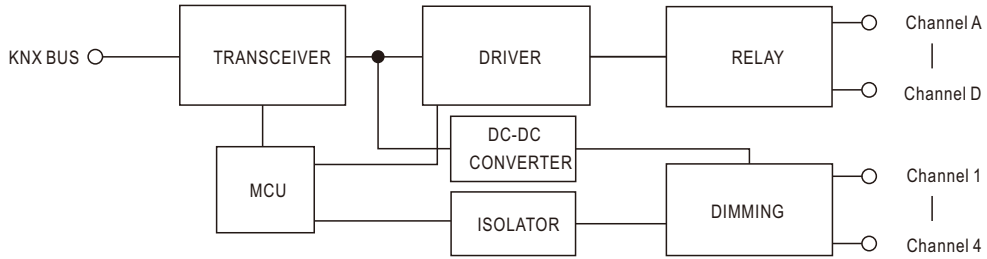 KNX BUS
TRANSCEIVER
DRIVER
RELAY
Channel A
Channel D
DC-DC
CONVERTER
MCU
ISOLATOR
DIMMING
Channel 1
Channel 4